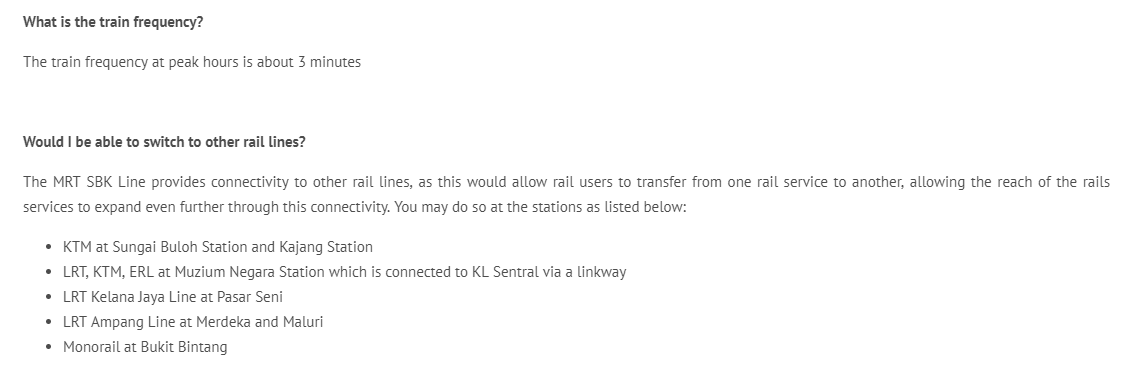 What is the train frequency?
The train frequency at peak hours is about 3 minutes
Would I be able to switch to other rail lines?
The MRT SBK Line provides connectivity to other rail lines, as this would allow rail users to transfer from one rail service to another, allowing the reach of the rails
services to expand even further through this connectivity. You may do so at the stations as listed below:
• KTM at Sungai Buloh Station and Kajang Station
• LRT, KTM, ERL at Muzium Negara Station which is connected to KL Sentral via a linkway
• LRT Kelana Jaya Line at Pasar Seni
• LRT Ampang Line at Merdeka and Maluri
• Monorail at Bukit Bintang